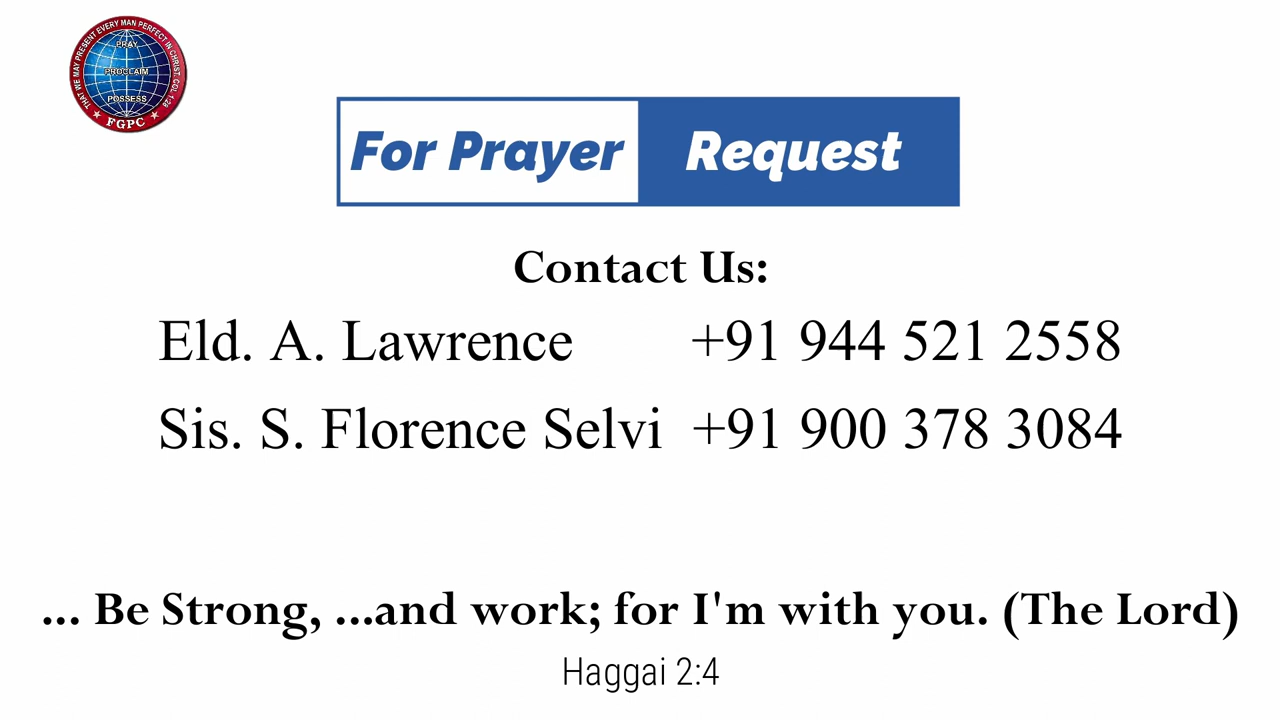 THAT WE MAY PRESENT EVERY MAN PERFECT IN CHRIST. COL 1:28
PRAY
PROCLAIM
POSSESS
FGPC
For Prayer Request
Contact Us:
Eld. A. Lawrence +91 944 521 2558
Sis. S. Florence Selvi +91 900 378 3084
... Be Strong, ...and work; for I'm with you. (The Lord)
Haggai 2:4